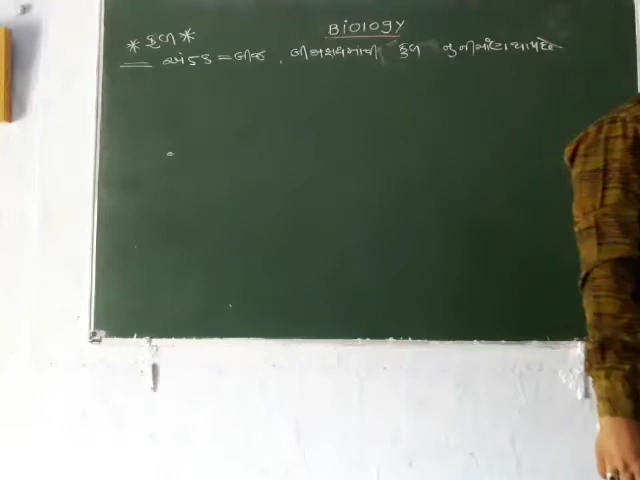 BiOlOgy
* ફળ *
અંડક = બીજ , બીજાશયમાંથી ફળ નું નિર્માણ થાય છે